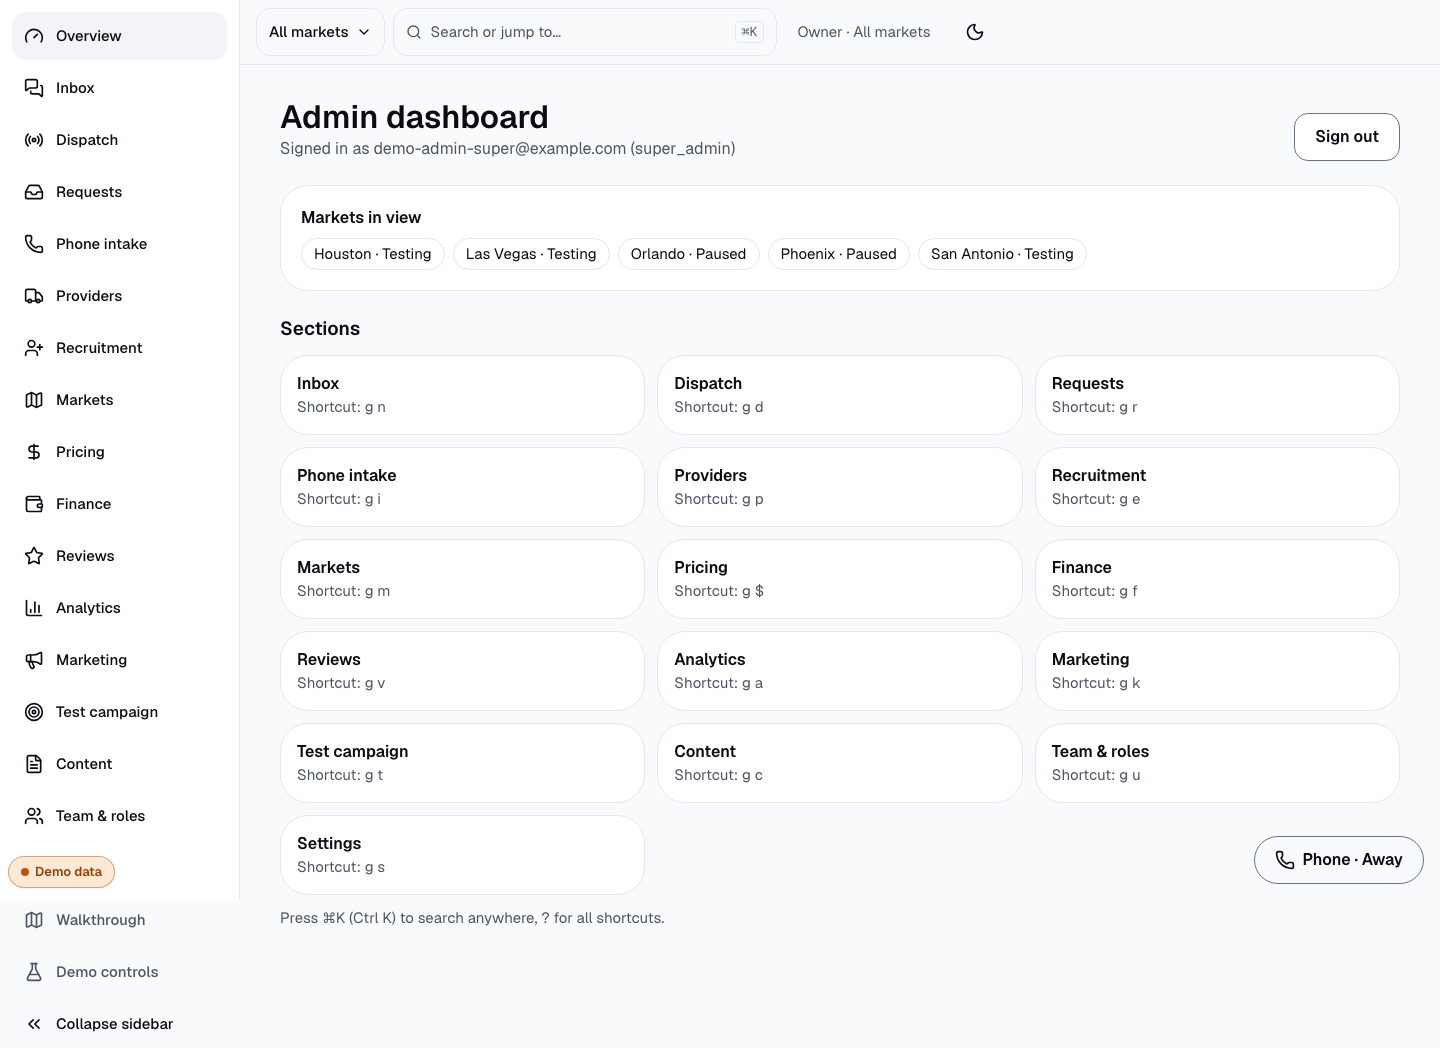 Overview
Inbox
Dispatch
Requests
Phone intake
Providers
Recruitment
Markets
Pricing
Finance
Reviews
Analytics
Marketing
Test campaign
Content
Team & roles
Demo data
Walkthrough
Demo controls
Collapse sidebar
All markets
Search or jump to...
⌘K
Owner · All markets
Admin dashboard
Signed in as demo-admin-super@example.com (super_admin)
Sign out
Markets in view
Houston · Testing
Las Vegas · Testing
Orlando · Paused
Phoenix · Paused
San Antonio · Testing
Sections
Inbox
Shortcut: g n
Dispatch
Shortcut: g d
Requests
Shortcut: g r
Phone intake
Shortcut: g i
Providers
Shortcut: g p
Recruitment
Shortcut: g e
Markets
Shortcut: g m
Pricing
Shortcut: g $
Finance
Shortcut: g f
Reviews
Shortcut: g v
Analytics
Shortcut: g a
Marketing
Shortcut: g k
Test campaign
Shortcut: g t
Content
Shortcut: g c
Team & roles
Shortcut: g u
Settings
Shortcut: g s
Phone · Away
Press ⌘K (Ctrl K) to search anywhere, ? for all shortcuts.